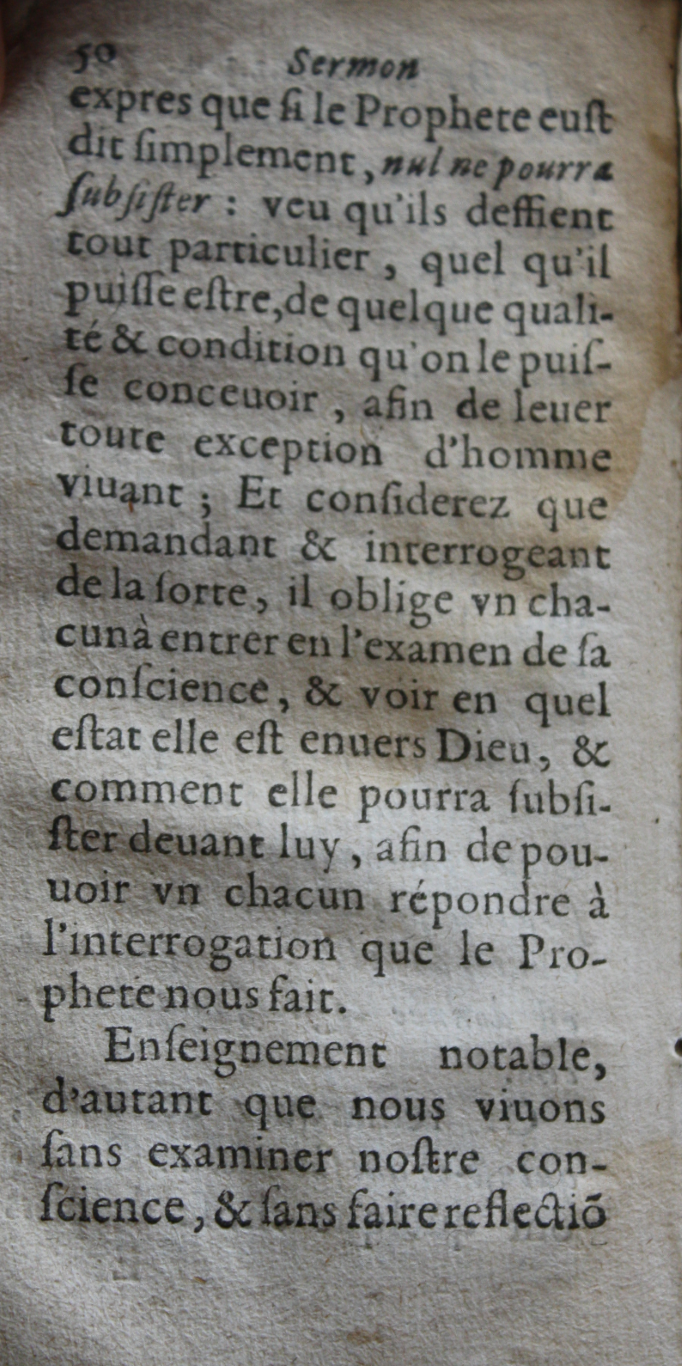 50 Sermon
expres que ſi le Prophete euſt
dit ſimplement, nul ne pourra
ſubſiſter : veu qu'ils deffient
tout particulier, quel qu'il
puiſſe eſtre, de quelque quali-
té & condition qu'on le puiſ-
ſe conceuoir, afin de leuer
toute exception d'homme
viuant ; Et conſiderez que
demandant & interrogeant
de la ſorte, il oblige vn cha-
cun à entrer en l'examen de ſa
conſcience, & voir en quel
eſtat elle eſt enuers Dieu, &
comment elle pourra ſubſi-
ſter deuant luy, afin de pou-
uoir vn chacun répondre à
l'interrogation que le Pro-
phete nous fait.
Enſeignement notable,
d'autant que nous viuons
ſans examiner noſtre con-
ſcience, & ſans faire reflectiõ